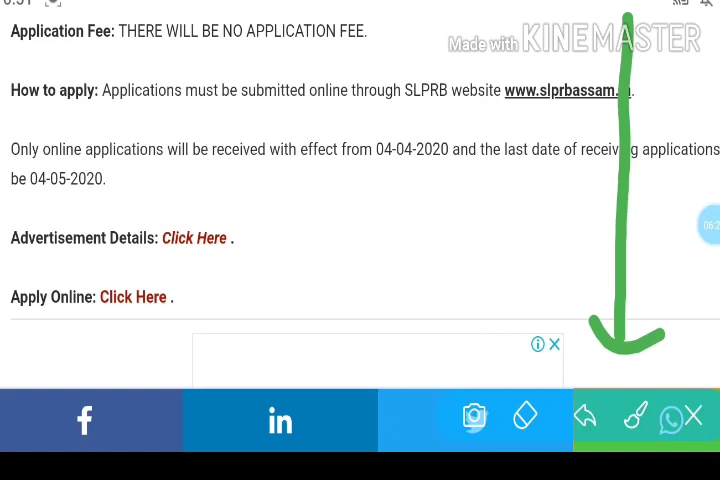 Application Fee: THERE WILL BE NO APPLICATION FEE.
Made with KINEMASTER
How to apply: Applications must be submitted online through SLPRB website www.slprbassam.
Only online applications will be received with effect from 04-04-2020 and the last date of receiving applications
be 04-05-2020.
Advertisement Details: Click Here .
Apply Online: Click Here .
f
in